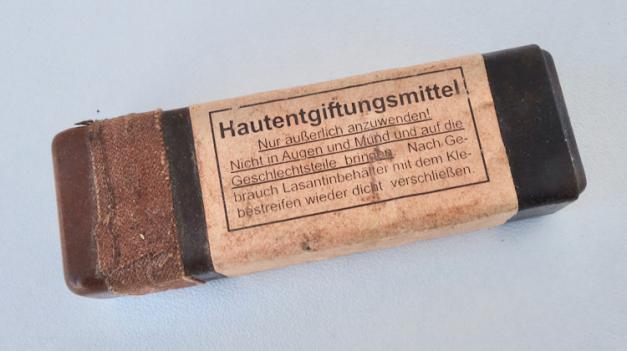 Hautentgiftungsmittel
Nur äußerlich anzuwenden!
Nicht in Augen und Mund und auf die
Geschlechtsteile bringen. Nach Ge-
brauch Lasantinbehälter mit dem Kle-
bestreifen wieder dicht verschließen.